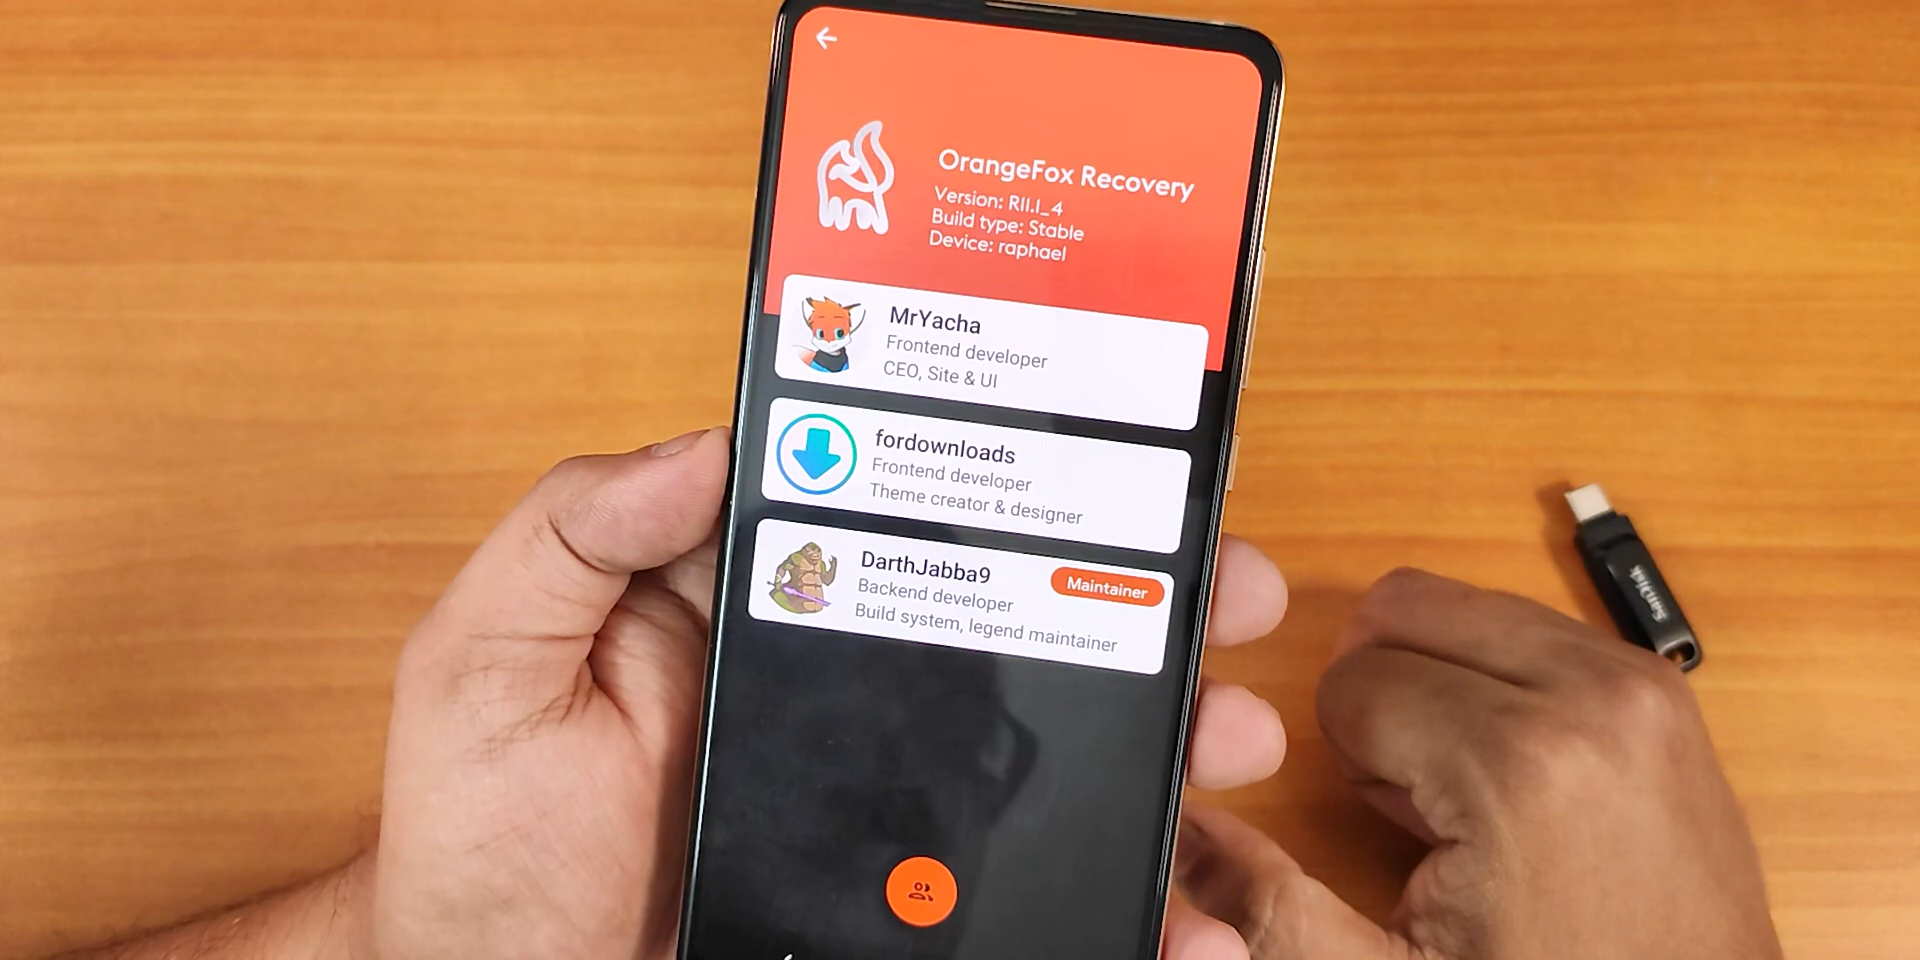 OrangeFox Recovery
Version: R11.1_4
Build type: Stable
Device: raphael
MrYacha
Frontend developer
CEO, Site & UI
fordownloads
Frontend developer
Theme creator & designer
DarthJabba9
Maintainer
Backend developer
Build system, legend maintainer
SanDisk